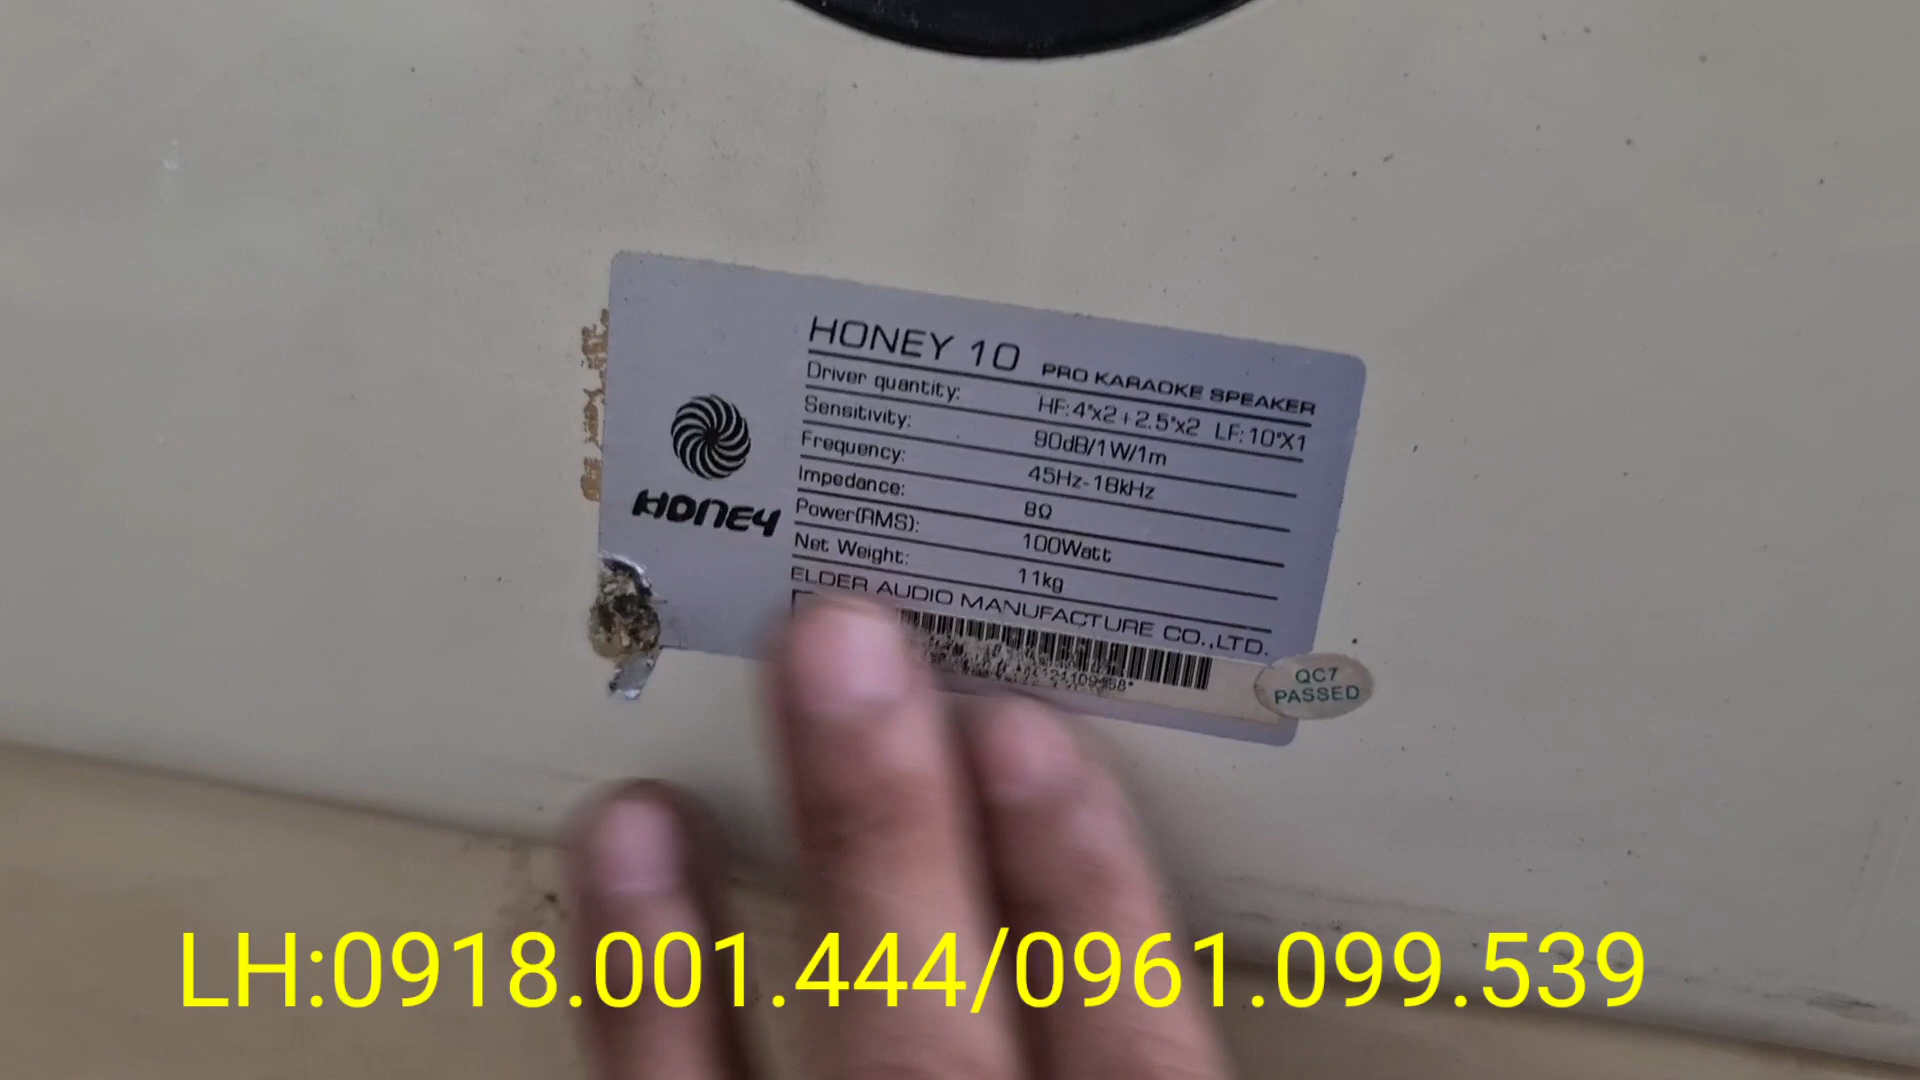 HONEY 10 PRO KARAOKE SPEAKER
Driver quantity: HF:4"x2+2.5"x2 LF:10"X1
Sensitivity: 90dB/1W/1m
Frequency: 45Hz-18kHz
Impedance: 8Ω
Power(RMS): 100Watt
Net Weight: 11kg
ELDER AUDIO MANUFACTURE CO.,LTD.
HONEY
QC7
PASSED
LH:0918.001.444/0961.099.539